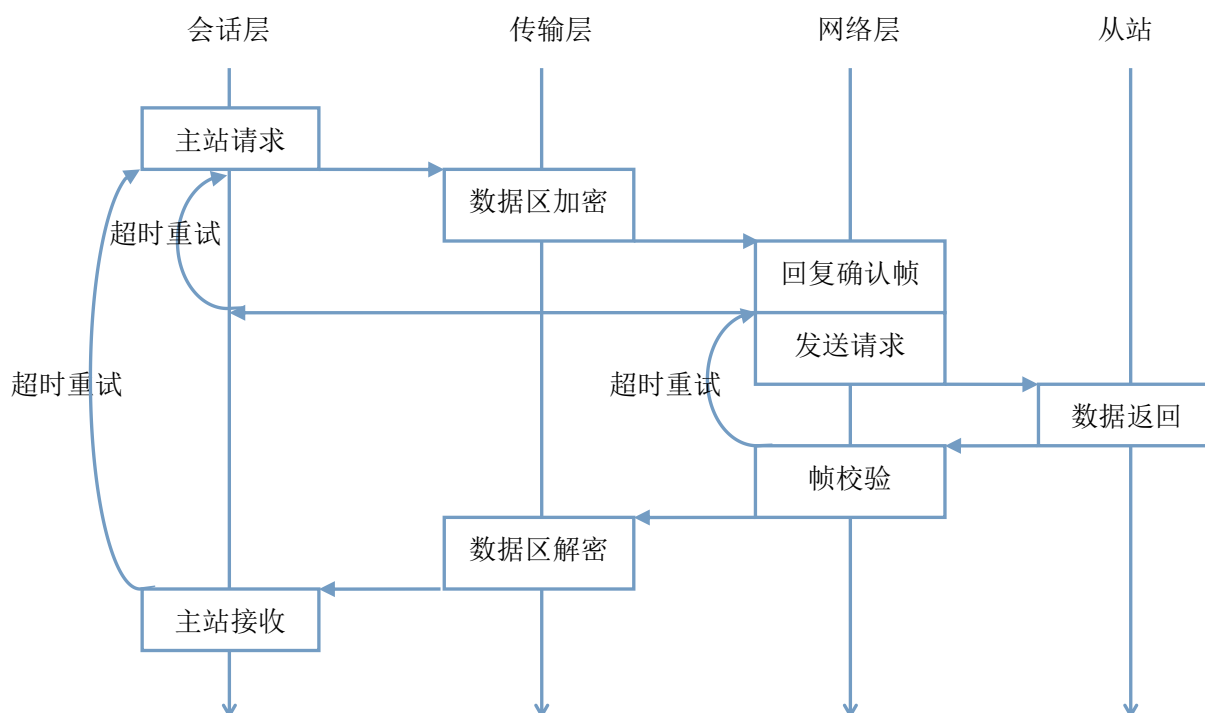 会话层
传输层
网络层
从站
主站请求
数据区加密
超时重试
回复确认帧
发送请求
超时重试
超时重试
数据返回
帧校验
数据区解密
主站接收